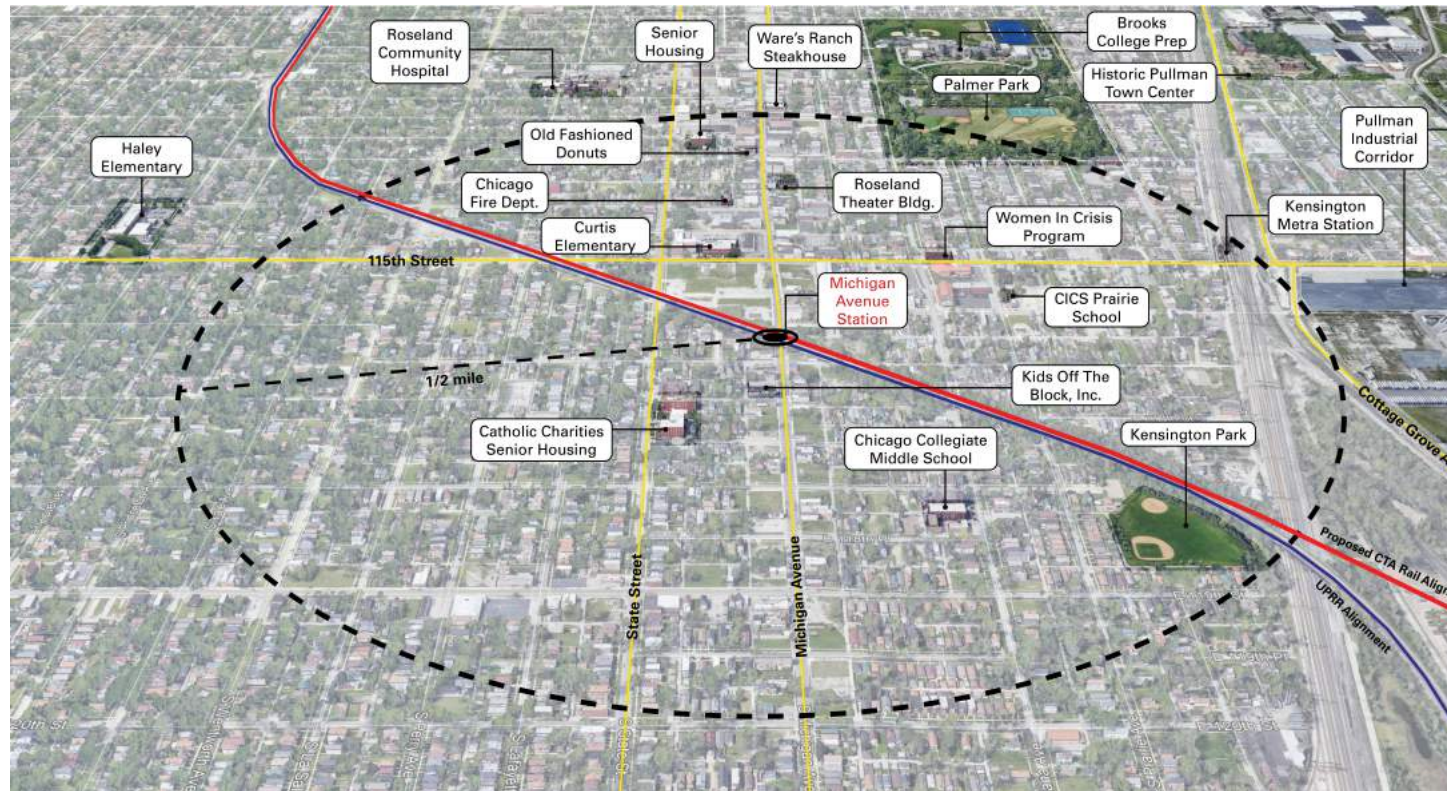 Roseland
Community
Hospital
Senior
Housing
Ware's Ranch
Steakhouse
Brooks
College Prep
Palmer Park
Historic Pullman
Town Center
Pullman
Industrial
Corridor
Haley
Elementary
Old Fashioned
Donuts
Chicago
Fire Dept.
Roseland
Theater Bldg.
Curtis
Elementary
Women In Crisis
Program
Kensington
Metra Station
115th Street
Michigan
Avenue
Station
CICS Prairie
School
1/2 mile
Kids Off The
Block, Inc.
Cottage Grove A
Catholic Charities
Senior Housing
Chicago Collegiate
Middle School
Kensington Park
State Street
Michigan Avenue
Proposed CTA Rail Align
UPRR Alignment
20th St